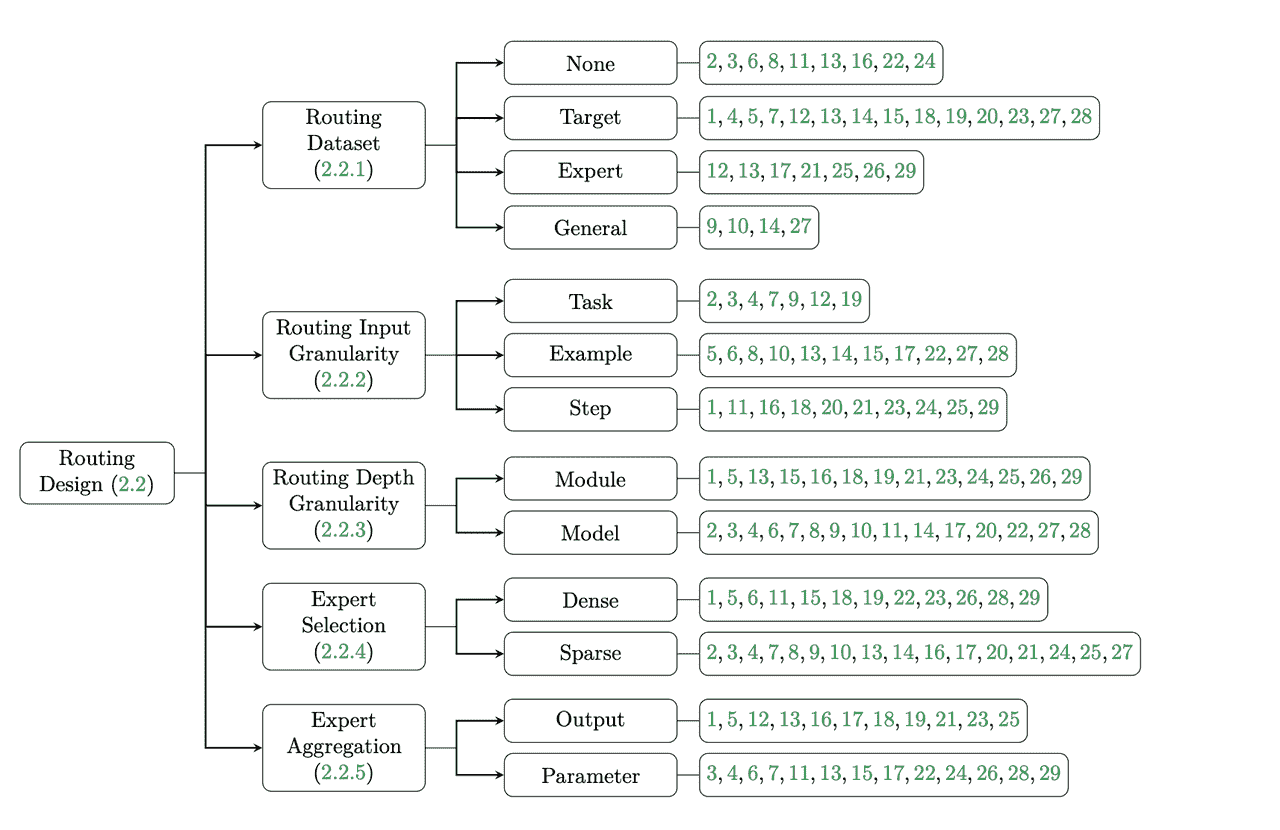 Routing
Design (2.2)
Routing
Dataset
(2.2.1)
None
2, 3, 6, 8, 11, 13, 16, 22, 24
Target
1, 4, 5, 7, 12, 13, 14, 15, 18, 19, 20, 23, 27, 28
Expert
12, 13, 17, 21, 25, 26, 29
General
9, 10, 14, 27
Routing Input
Granularity
(2.2.2)
Task
2, 3, 4, 7, 9, 12, 19
Example
5, 6, 8, 10, 13, 14, 15, 17, 22, 27, 28
Step
1, 11, 16, 18, 20, 21, 23, 24, 25, 29
Routing Depth
Granularity
(2.2.3)
Module
1, 5, 13, 15, 16, 18, 19, 21, 23, 24, 25, 26, 29
Model
2, 3, 4, 6, 7, 8, 9, 10, 11, 14, 17, 20, 22, 27, 28
Expert
Selection
(2.2.4)
Dense
1, 5, 6, 11, 15, 18, 19, 22, 23, 26, 28, 29
Sparse
2, 3, 4, 7, 8, 9, 10, 13, 14, 16, 17, 20, 21, 24, 25, 27
Expert
Aggregation
(2.2.5)
Output
1, 5, 12, 13, 16, 17, 18, 19, 21, 23, 25
Parameter
3, 4, 6, 7, 11, 13, 15, 17, 22, 24, 26, 28, 29